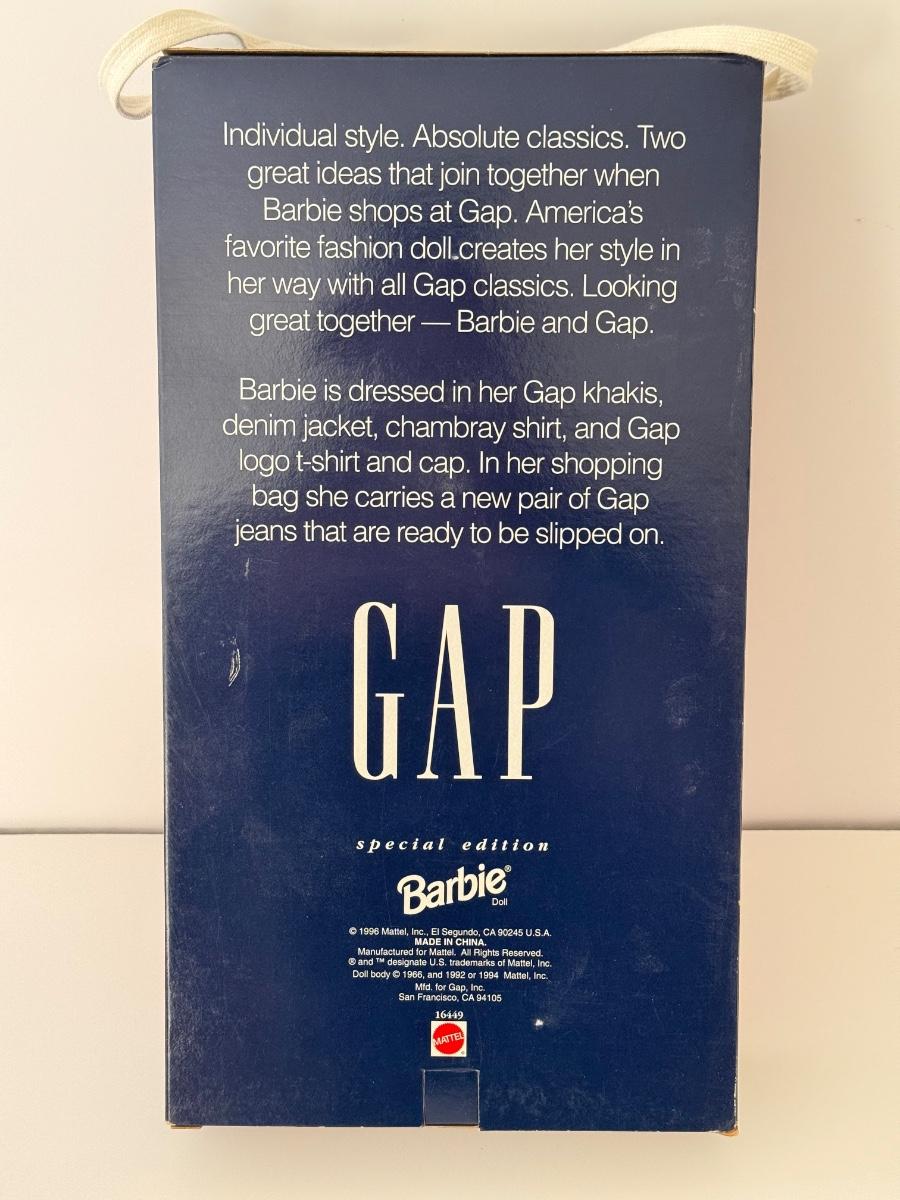 Individual style. Absolute classics. Two
great ideas that join together when
Barbie shops at Gap. America's
favorite fashion doll creates her style in
her way with all Gap classics. Looking
great together — Barbie and Gap.
Barbie is dressed in her Gap khakis,
denim jacket, chambray shirt, and Gap
logo t-shirt and cap. In her shopping
bag she carries a new pair of Gap
jeans that are ready to be slipped on.
GAP
special edition
Barbie®
Doll
© 1996 Mattel, Inc., El Segundo, CA 90245 U.S.A.
MADE IN CHINA.
Manufactured for Mattel. All Rights Reserved.
® and ™ designate U.S. trademarks of Mattel, Inc.
Doll body © 1966, and 1992 or 1994 Mattel, Inc.
Mfd. for Gap, Inc.
San Francisco, CA 94105
16449
MATTEL